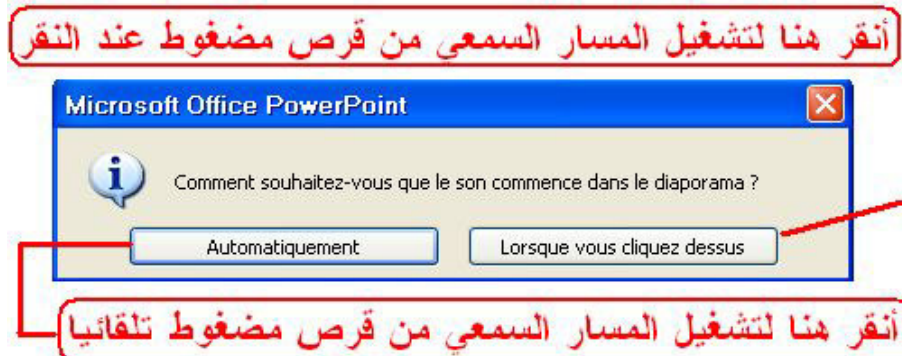 أنقر هنا لتشغيل المسار السمعي من قرص مضغوط عند النقر
Microsoft Office PowerPoint
Comment souhaitez-vous que le son commence dans le diaporama ?
Automatiquement
Lorsque vous cliquez dessus
أنقر هنا لتشغيل المسار السمعي من قرص مضغوط تلقائيا